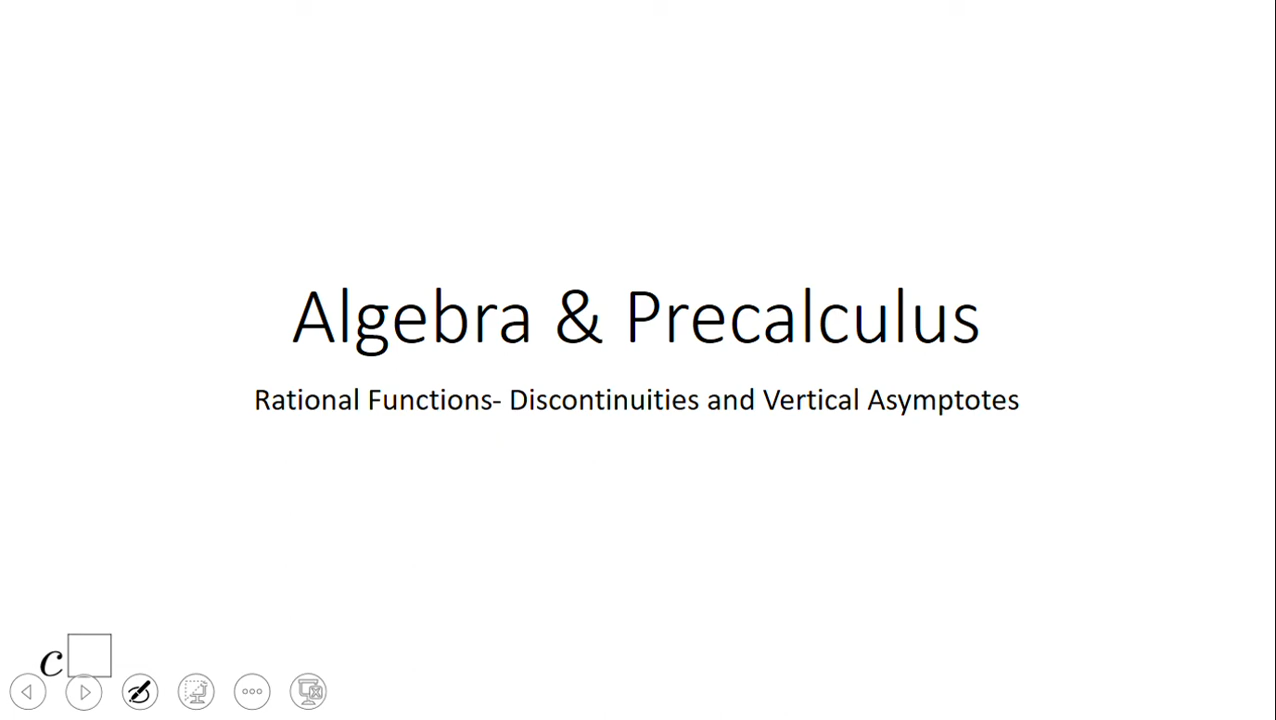 Algebra & Precalculus
Rational Functions- Discontinuities and Vertical Asymptotes
c